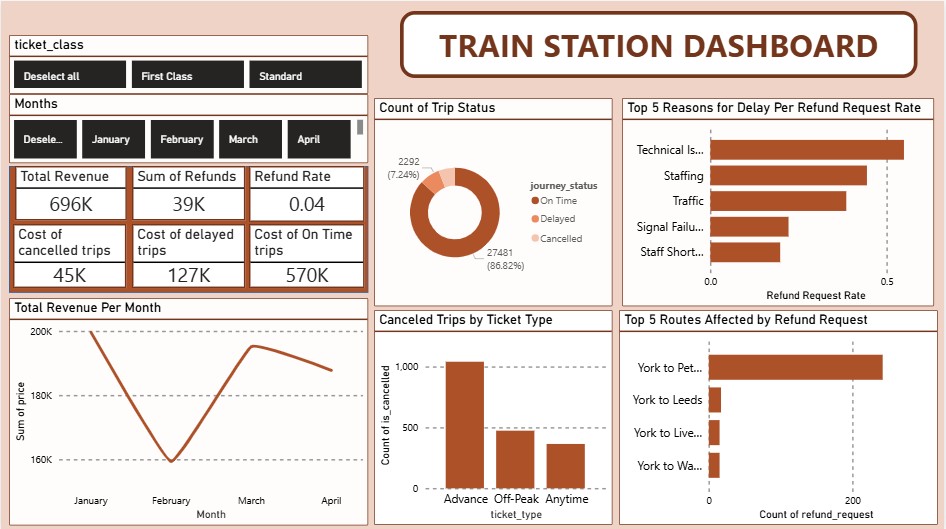 TRAIN STATION DASHBOARD
ticket_class
Deselect all
First Class
Standard
Months
Desele...
January
February
March
April
Total Revenue
696K
Sum of Refunds
39K
Refund Rate
0.04
Cost of
cancelled trips
45K
Cost of delayed
trips
127K
Cost of On Time
trips
570K
Count of Trip Status
2292
(7.24%)
27481
(86.82%)
journey_status
On Time
Delayed
Cancelled
Top 5 Reasons for Delay Per Refund Request Rate
Technical Is...
Staffing
Traffic
Signal Failu...
Staff Short...
0.0
0.5
Refund Request Rate
Total Revenue Per Month
Sum of price
200K
180K
160K
January
February
March
April
Month
Canceled Trips by Ticket Type
Count of is_cancelled
1,000
500
0
Advance
Off-Peak
Anytime
ticket_type
Top 5 Routes Affected by Refund Request
York to Pet...
York to Leeds
York to Live...
York to Wa...
0
200
Count of refund_request